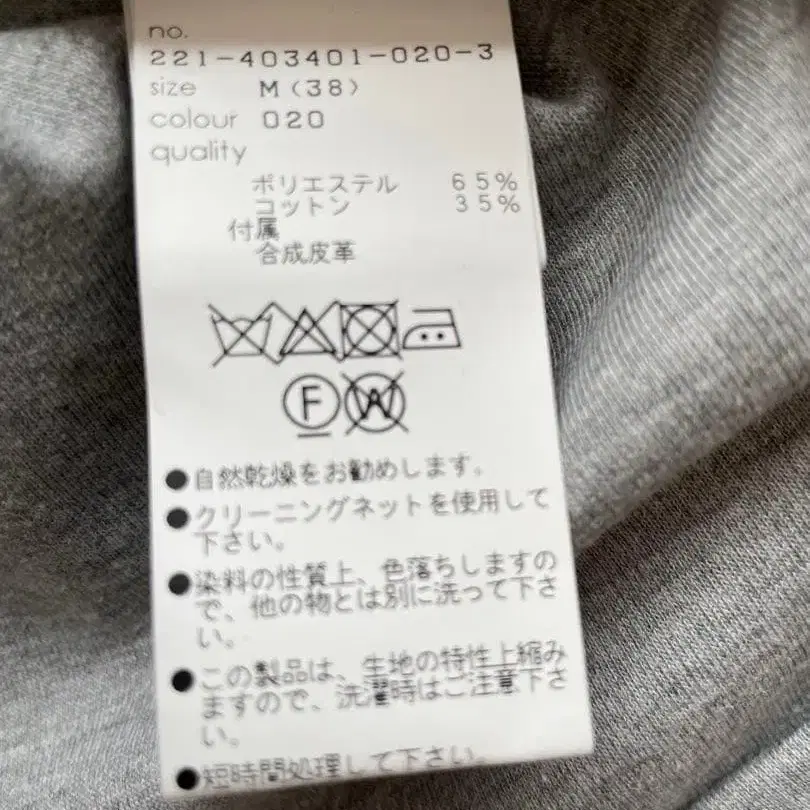 no.
221-403401-020-3
size M(38)
colour 020
quality
ポリエステル 65%
コットン 35%
付属
合成皮革
F W
●自然乾燥をお勧めします。
●クリーニングネットを使用して
下さい。
●染料の性質上、色落ちしますの
で、他の物とは別に洗って下さ
い。
●この製品は、生地の特性上縮み
ますので、洗濯時はご注意下さ
い。
●短時間処理して下さい。